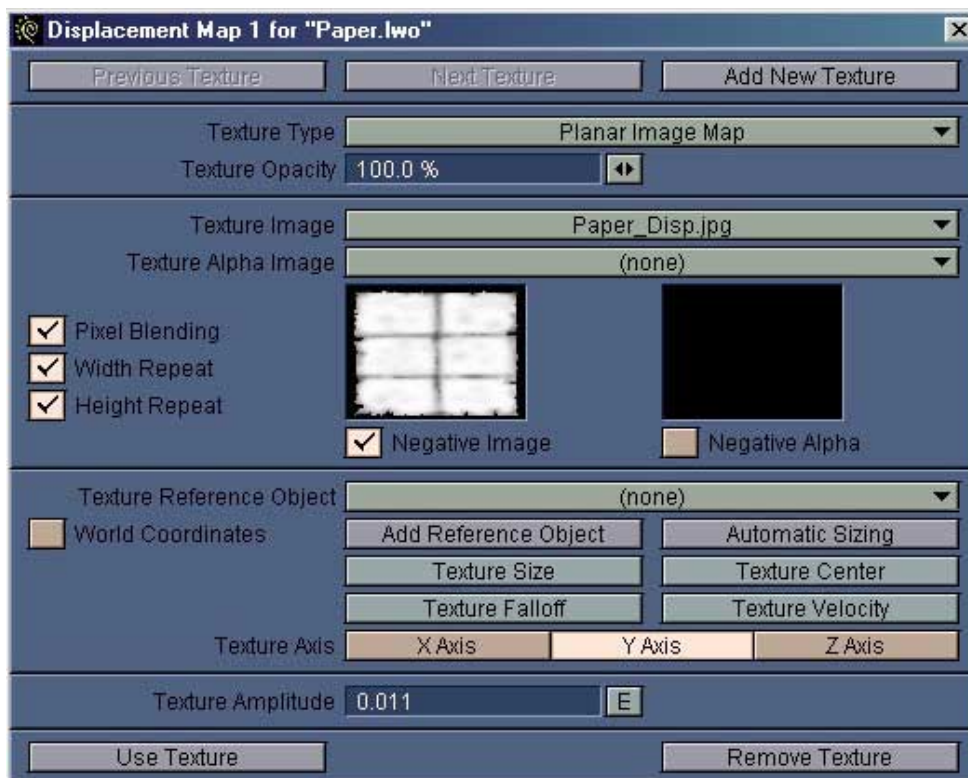 Displacement Map 1 for "Paper.lwo"
Previous Texture Next Texture Add New Texture
Texture Type Planar Image Map
Texture Opacity 100.0 %
Texture Image Paper_Disp.jpg
Texture Alpha Image (none)
Pixel Blending
Width Repeat
Height Repeat
Negative Image Negative Alpha
Texture Reference Object (none)
World Coordinates Add Reference Object Automatic Sizing
Texture Size Texture Center
Texture Falloff Texture Velocity
Texture Axis X Axis Y Axis Z Axis
Texture Amplitude 0.011 E
Use Texture Remove Texture